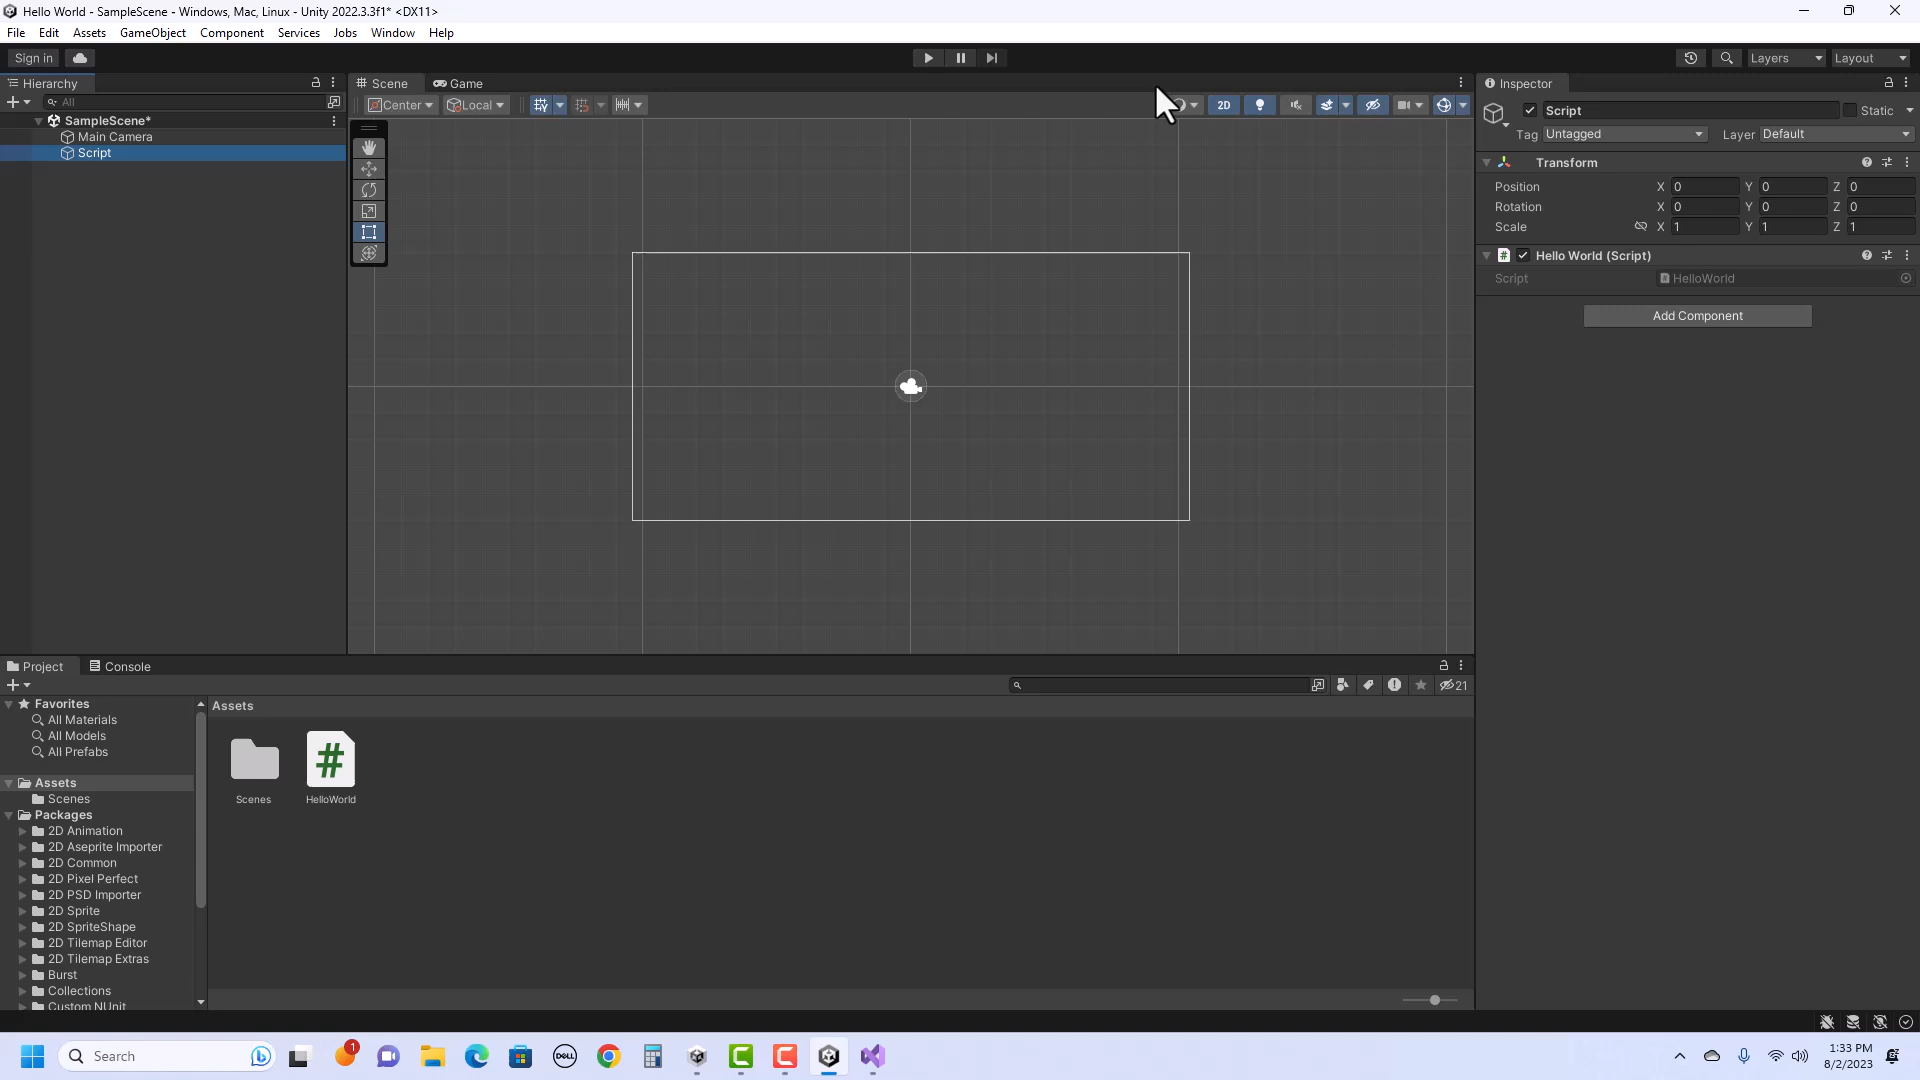 Hello World - SampleScene - Windows, Mac, Linux - Unity 2022.3.3f1* <DX11>
File Edit Assets GameObject Component Services Jobs Window Help
Sign in
Layers
Layout
Hierarchy
All
SampleScene*
Main Camera
Script
Scene
Game
Center
Local
2D
Inspector
Script
Static
Tag Untagged
Layer Default
Transform
Position X 0 Y 0 Z 0
Rotation X 0 Y 0 Z 0
Scale X 1 Y 1 Z 1
# Hello World (Script)
Script HelloWorld
Add Component
Project
Console
21
Favorites
All Materials
All Models
All Prefabs
Assets
Scenes
Packages
2D Animation
2D Aseprite Importer
2D Common
2D Pixel Perfect
2D PSD Importer
2D Sprite
2D SpriteShape
2D Tilemap Editor
2D Tilemap Extras
Burst
Collections
Custom NUnit
Assets
#
Scenes
HelloWorld
Search
1
DELL
1:33 PM
8/2/2023